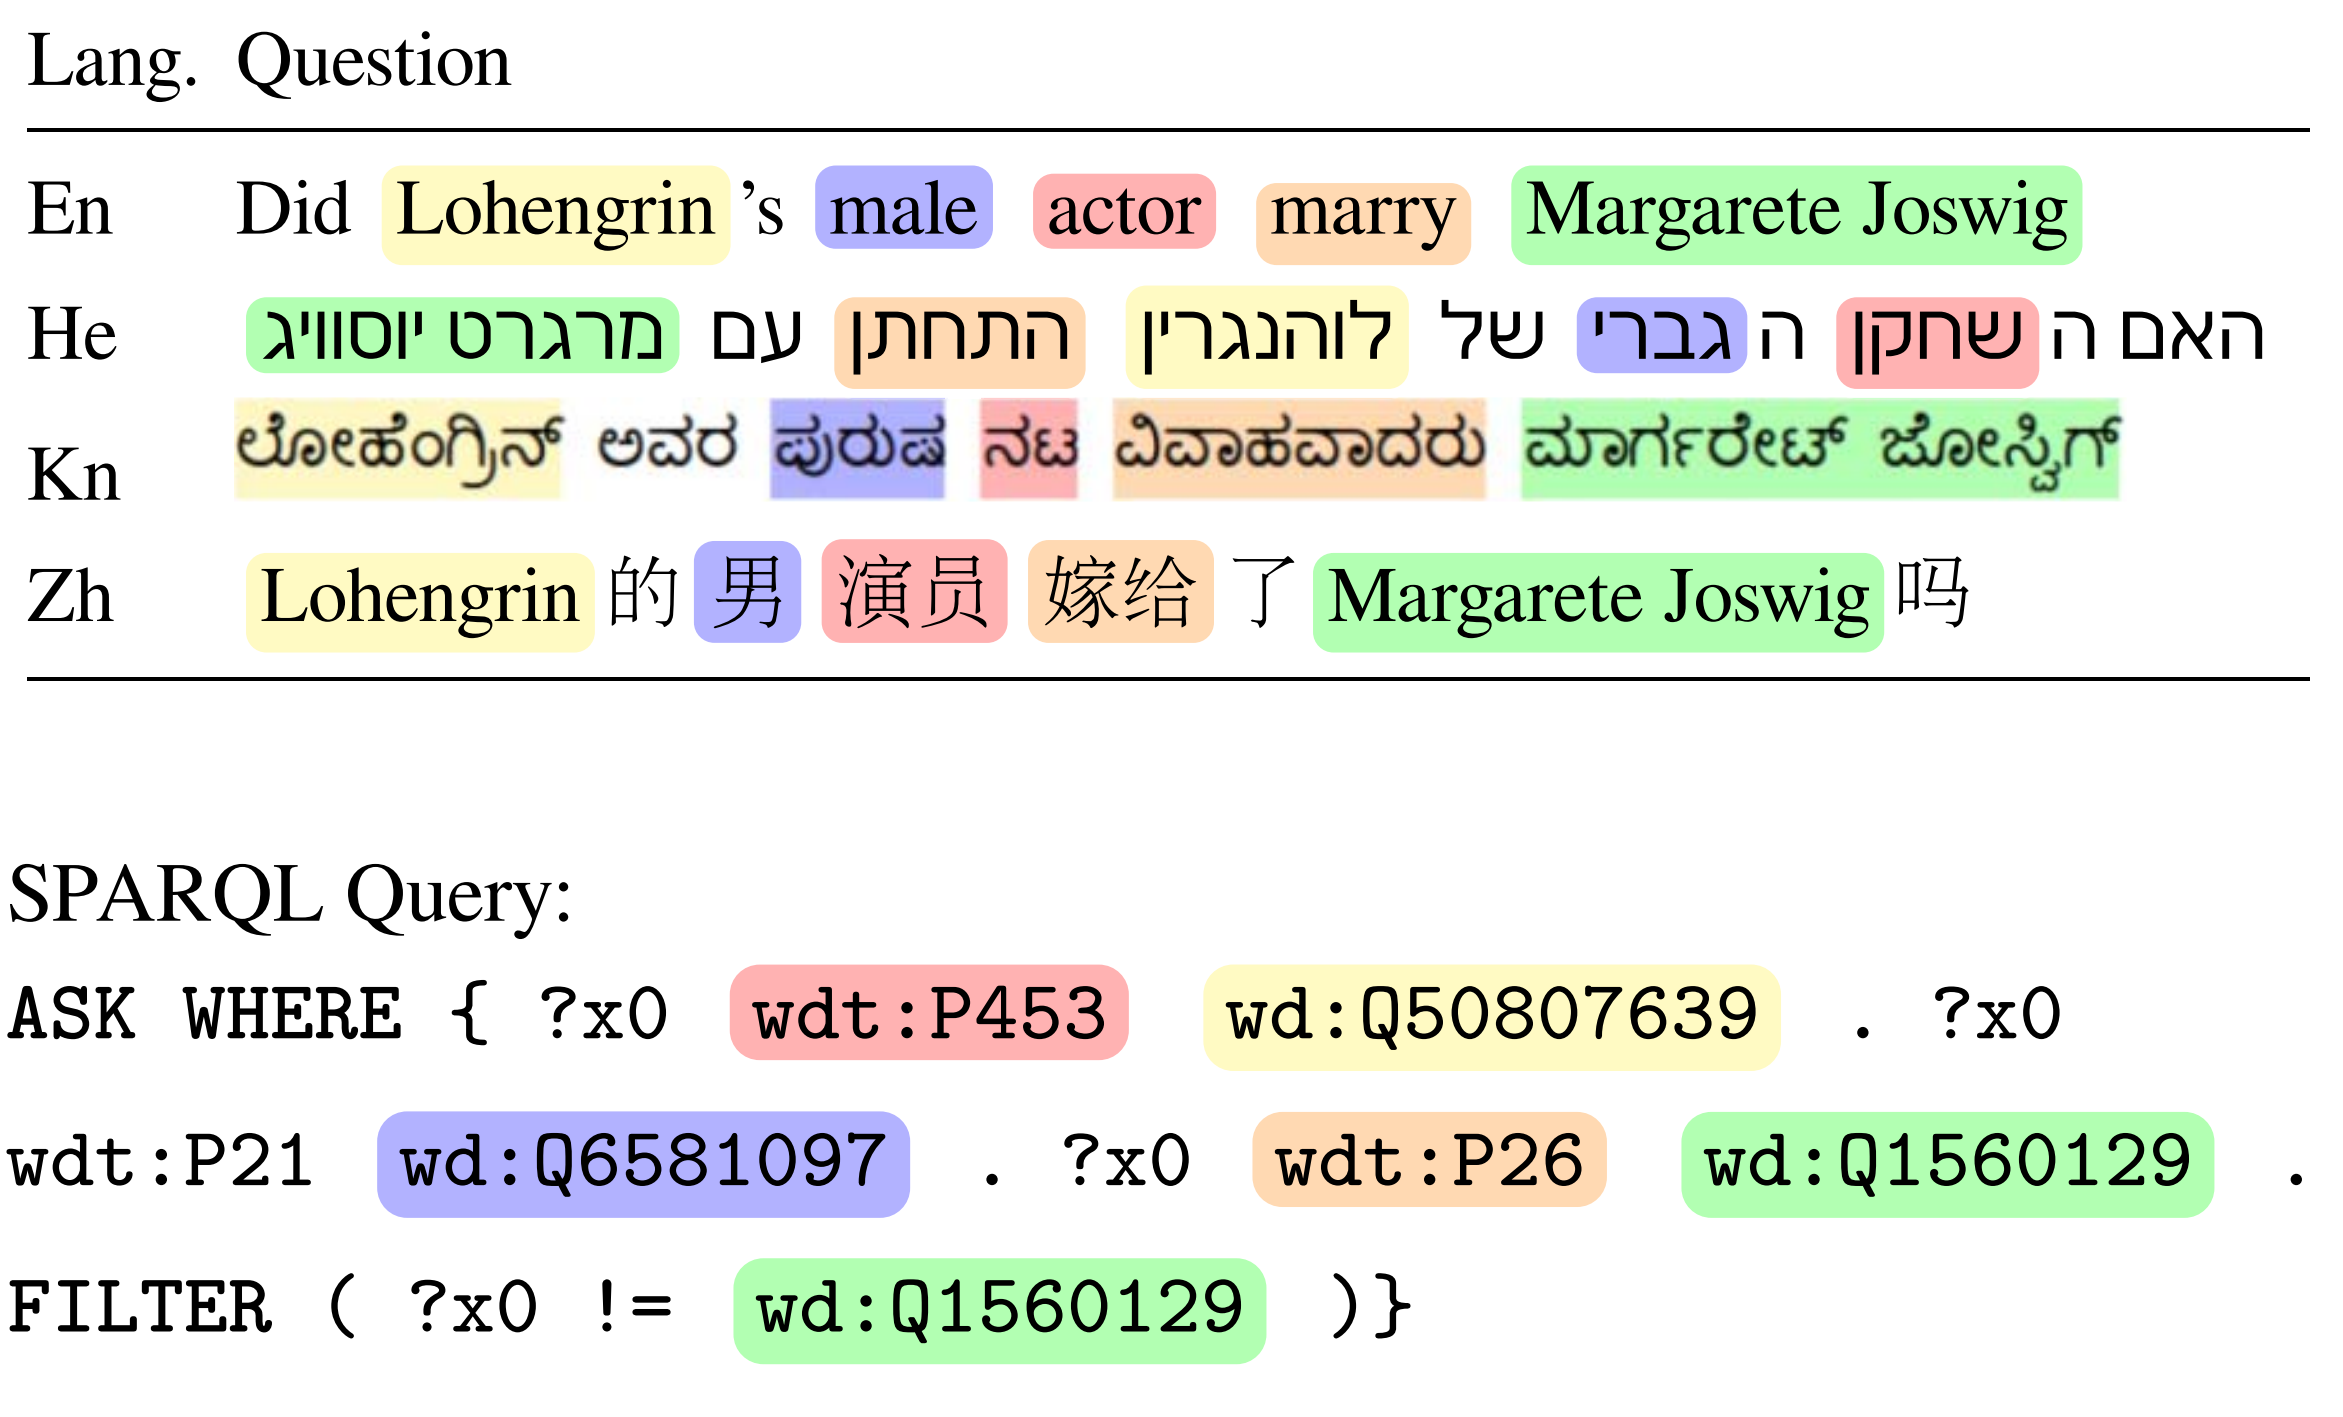 Lang. Question
En Did Lohengrin 's male actor marry Margarete Joswig
He האם ה שחקן ה גברי של לוהנגרין התחתן עם מרגרט יוסוויג
Kn ಲೋಹೆಂಗ್ರಿನ್ ಅವರ ಪುರುಷ ನಟ ವಿವಾಹವಾದರು ಮಾರ್ಗರೇಟ್ ಜೋಸ್ವಿಗ್
Zh Lohengrin 的 男 演员 嫁给 了 Margarete Joswig 吗
SPARQL Query:
ASK WHERE { ?x0 wdt:P453 wd:Q50807639 . ?x0
wdt:P21 wd:Q6581097 . ?x0 wdt:P26 wd:Q1560129 .
FILTER ( ?x0 != wd:Q1560129 )}